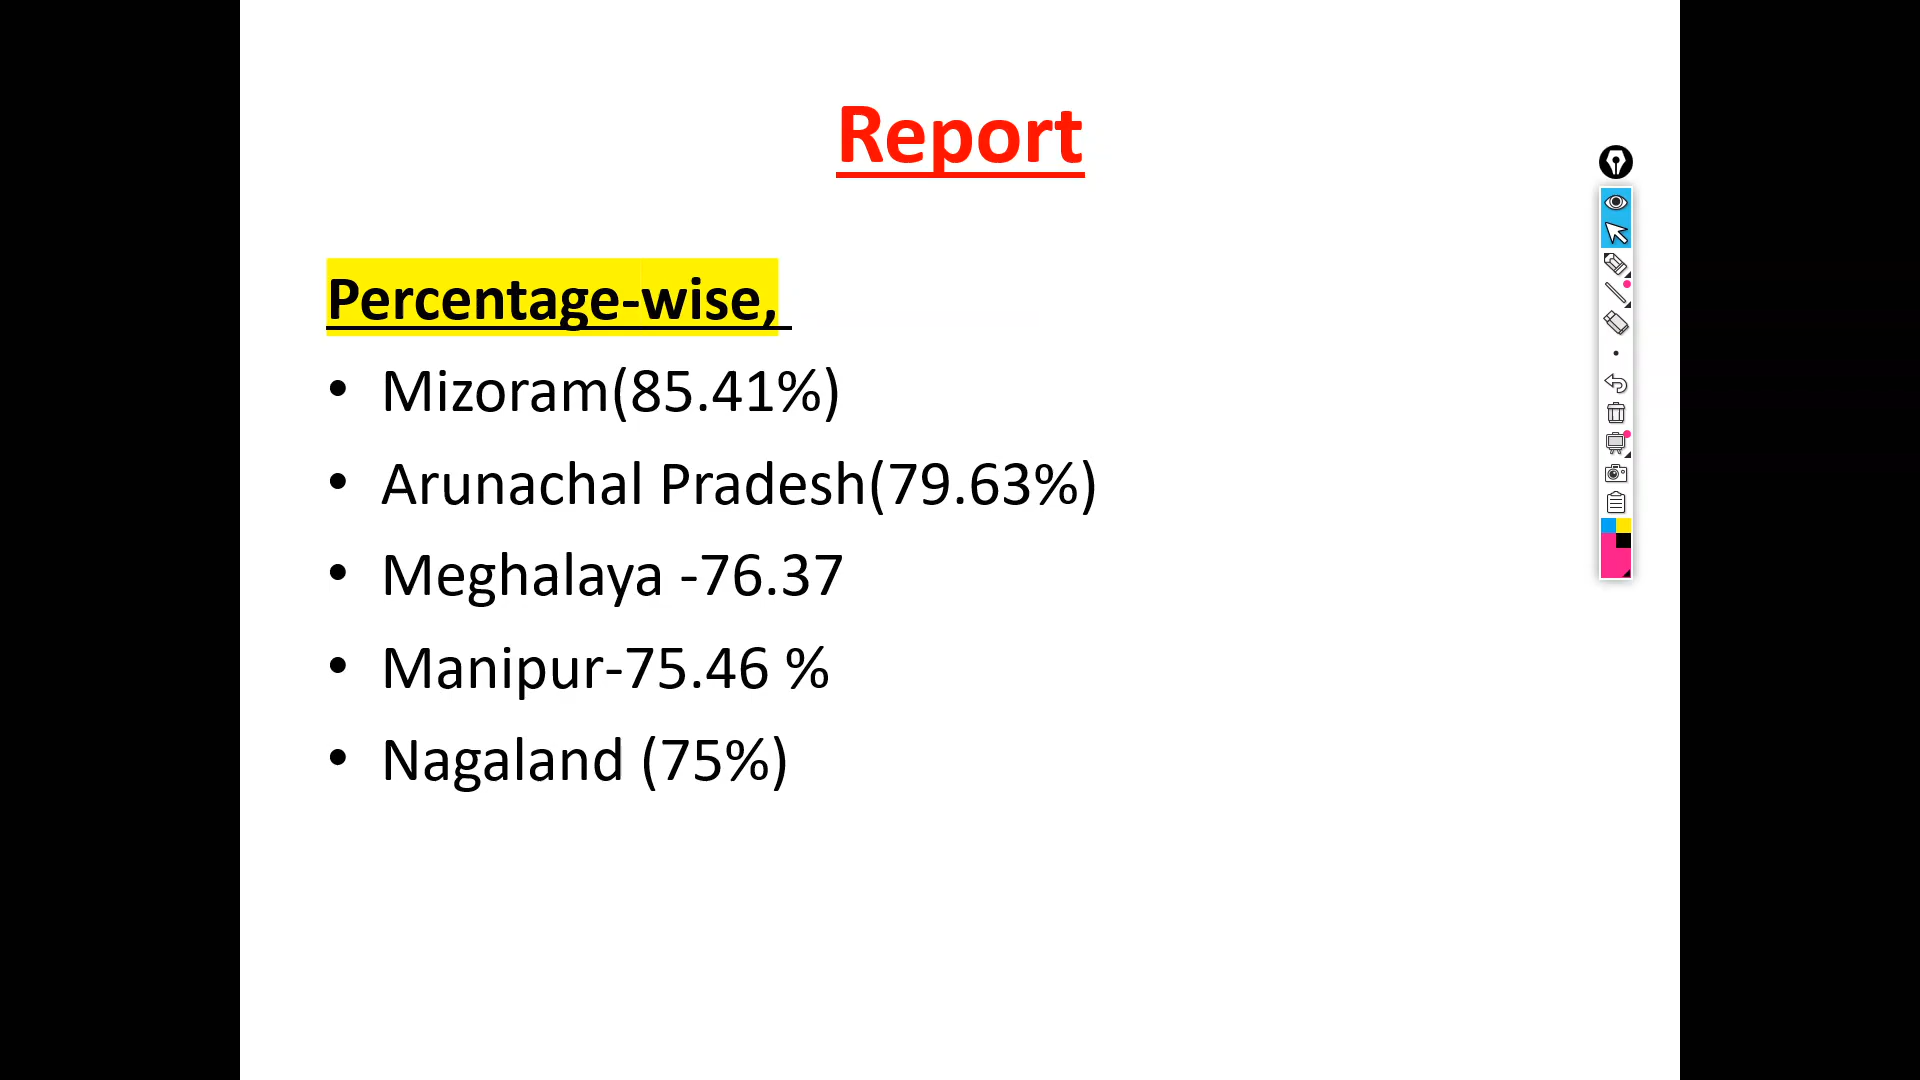 Report
Percentage-wise,
• Mizoram(85.41%)
• Arunachal Pradesh(79.63%)
• Meghalaya -76.37
• Manipur-75.46 %
• Nagaland (75%)